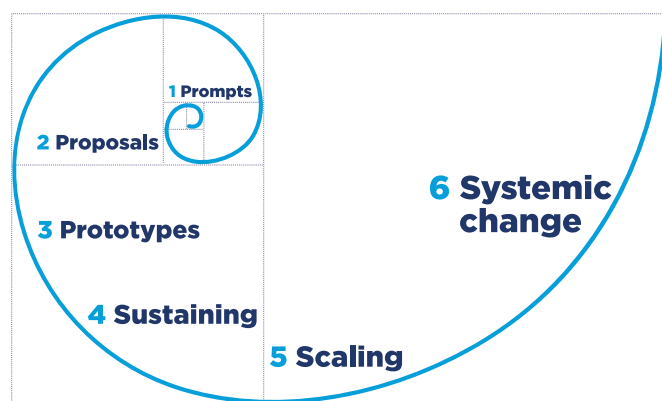 1 Prompts
2 Proposals
3 Prototypes
4 Sustaining
5 Scaling
6 Systemic
change